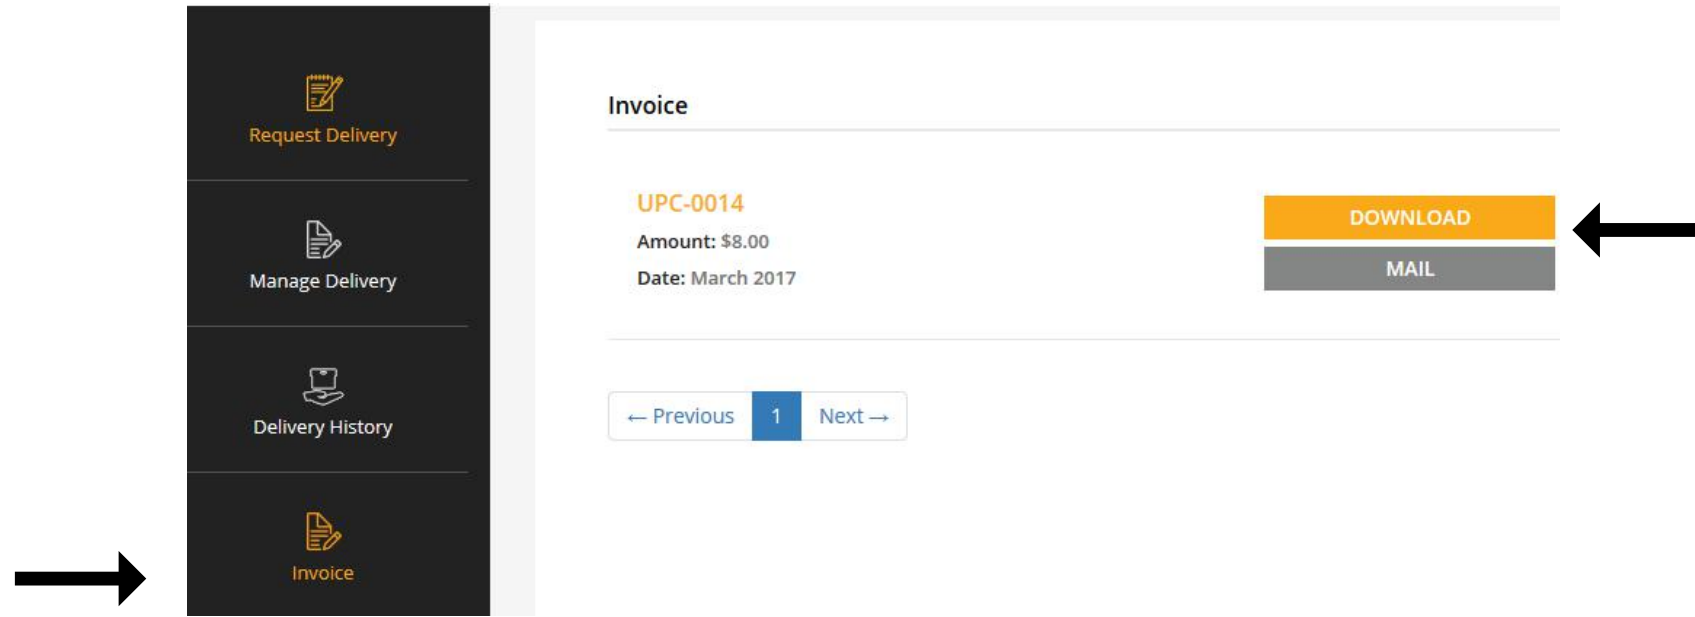 Request Delivery
Manage Delivery
Delivery History
Invoice
Invoice
UPC-0014
Amount: $8.00
Date: March 2017
DOWNLOAD
MAIL
← Previous 1 Next →